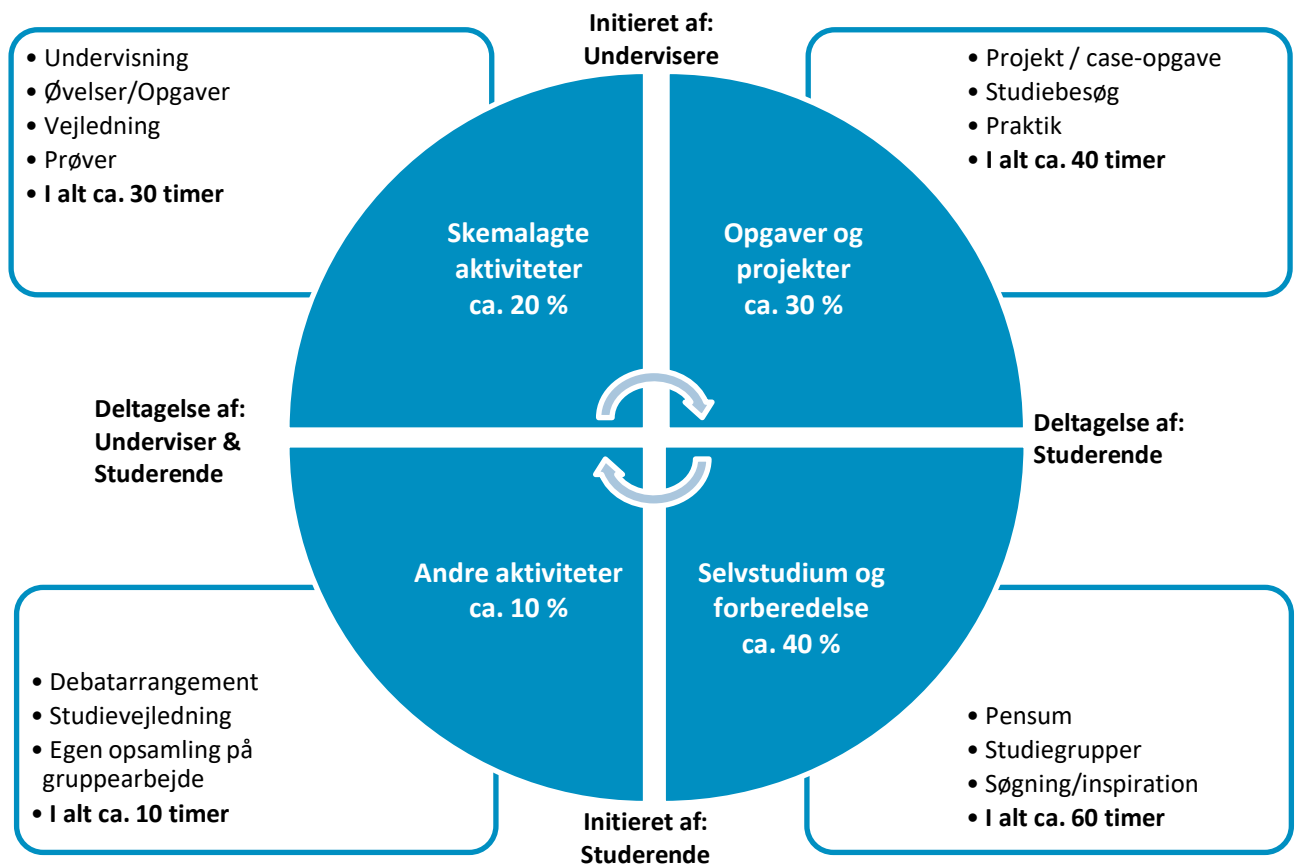 Initieret af:
Undervisere
• Undervisning
• Øvelser/Opgaver
• Vejledning
• Prøver
• I alt ca. 30 timer
• Projekt / case-opgave
• Studiebesøg
• Praktik
• I alt ca. 40 timer
Skemalagte
aktiviteter
ca. 20 %
Opgaver og
projekter
ca. 30 %
Deltagelse af:
Underviser &
Studerende
Deltagelse af:
Studerende
Andre aktiviteter
ca. 10 %
Selvstudium og
forberedelse
ca. 40 %
• Debatarrangement
• Studievejledning
• Egen opsamling på
gruppearbejde
• I alt ca. 10 timer
• Pensum
• Studiegrupper
• Søgning/inspiration
• I alt ca. 60 timer
Initieret af:
Studerende